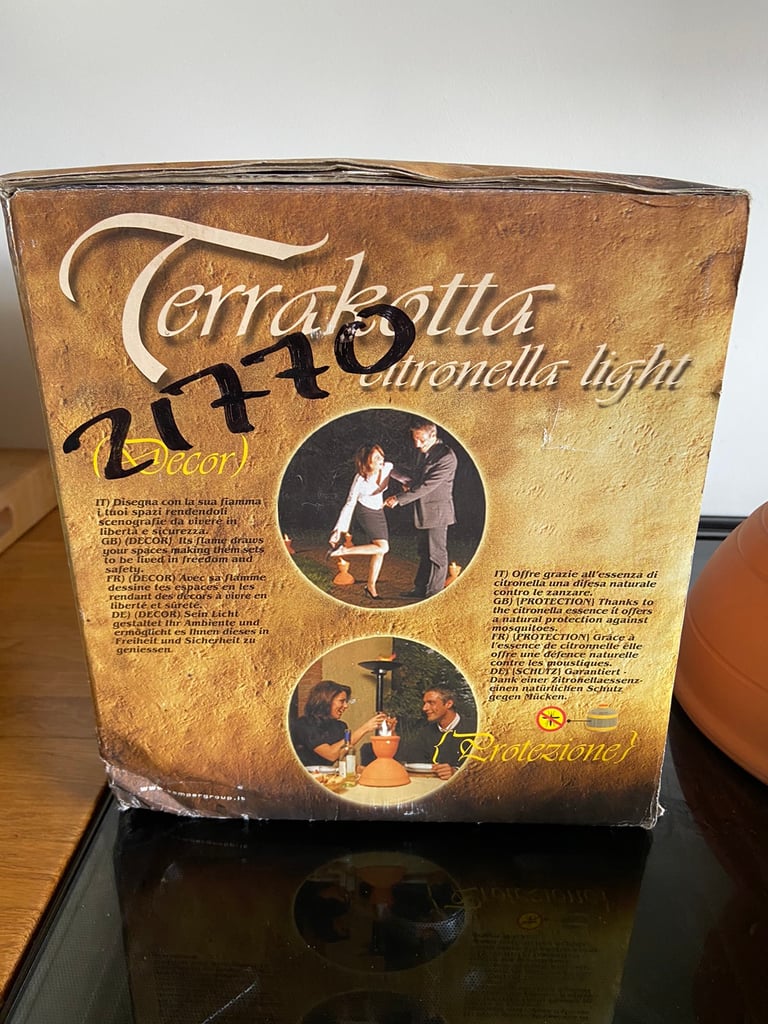 Terrakotta
citronella light
21770
(Decor)
IT) Disegna con la sua fiamma
i tuoi spazi rendendoli
scenografie da vivere in
libertà e sicurezza.
GB) (DECOR) Its flame draws
your spaces making them sets
to be lived in freedom and
safety.
FR) (DECOR) Avec sa flamme
dessine tes espaces en les
rendant des décors à vivre en
liberté et sûreté.
DE) (DECOR) Sein Licht
gestaltet Ihr Ambiente und
ermöglicht es Ihnen dieses in
Freiheit und Sicherheit zu
geniessen.
IT) Offre grazie all'essenza di
citronella una difesa naturale
contro le zanzare.
GB) (PROTECTION) Thanks to
the citronella essence it offers
a natural protection against
mosquitoes.
FR) (PROTECTION) Grâce à
l'essence de citronnelle elle
offre une défence naturelle
contre les moustiques.
DE) (SCHUTZ) Garantiert -
Dank einer Zitronellaessenz-
einen natürlichen Schutz
gegen Mücken.
{Protezione}